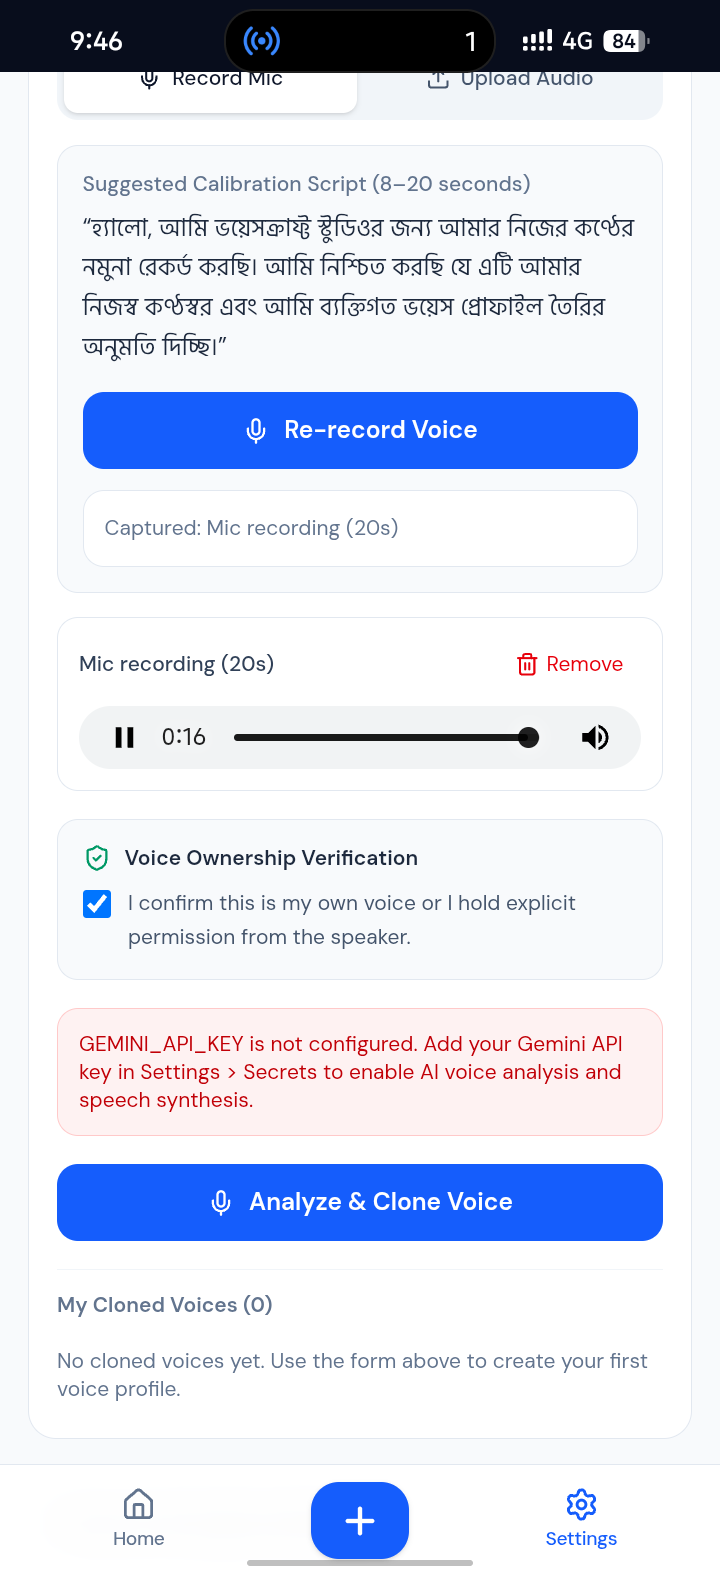 9:46
1
4G
84
Record Mic
Upload Audio
Suggested Calibration Script (8–20 seconds)
“হ্যালো, আমি ভয়েসক্রাফ্ট স্টুডিওর জন্য আমার নিজের কণ্ঠের
নমুনা রেকর্ড করছি। আমি নিশ্চিত করছি যে এটি আমার
নিজস্ব কণ্ঠস্বর এবং আমি ব্যক্তিগত ভয়েস প্রোফাইল তৈরির
অনুমতি দিচ্ছি।”
Re-record Voice
Captured: Mic recording (20s)
Mic recording (20s)
Remove
0:16
Voice Ownership Verification
I confirm this is my own voice or I hold explicit
permission from the speaker.
GEMINI_API_KEY is not configured. Add your Gemini API
key in Settings > Secrets to enable AI voice analysis and
speech synthesis.
Analyze & Clone Voice
My Cloned Voices (0)
No cloned voices yet. Use the form above to create your first
voice profile.
Home
Settings